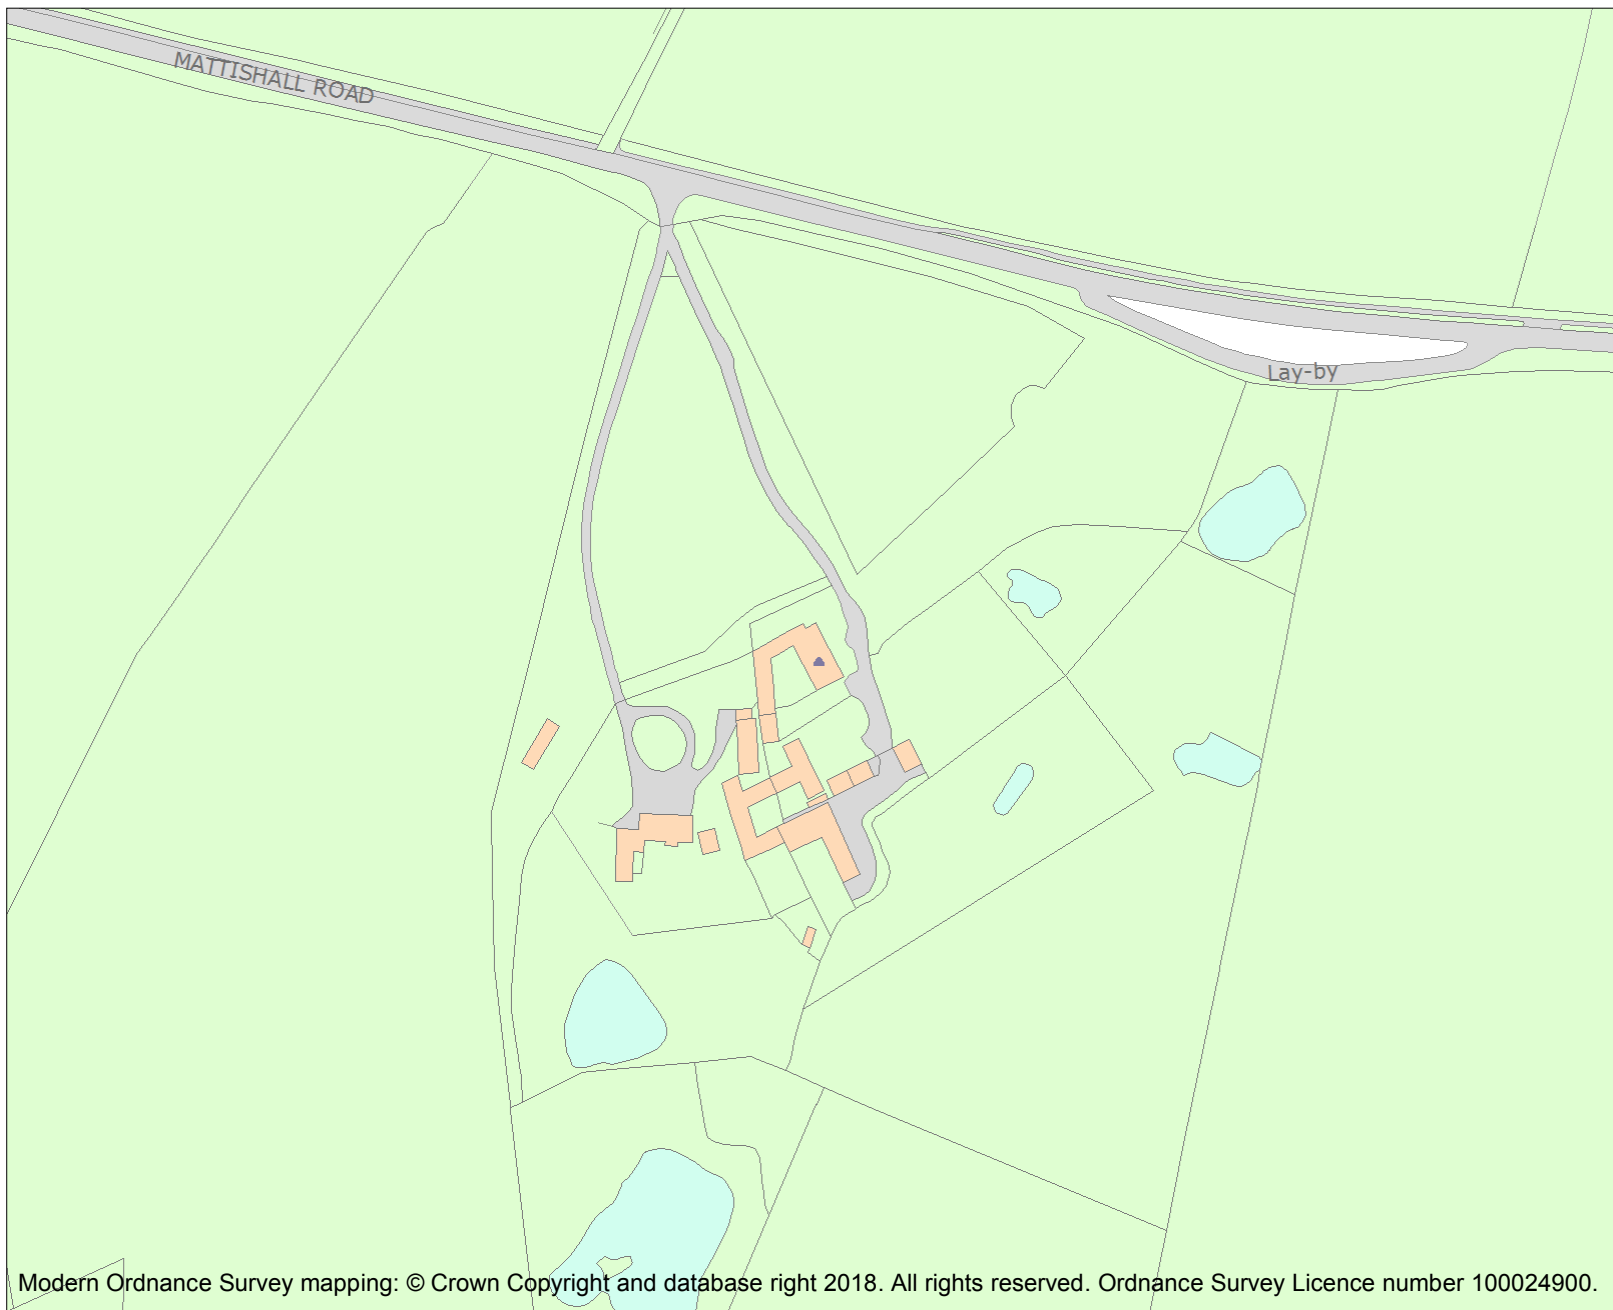 MATTISHALL ROAD
Lay-by
Modern Ordnance Survey mapping: © Crown Copyright and database right 2018. All rights reserved. Ordnance Survey Licence number 100024900.